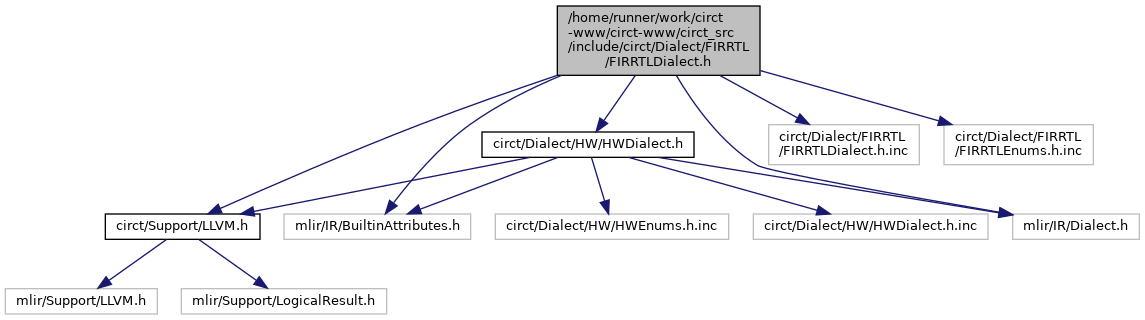 /home/runner/work/circt
-www/circt-www/circt_src
/include/circt/Dialect/FIRRTL
/FIRRTLDialect.h
circt/Dialect/HW/HWDialect.h
circt/Dialect/FIRRTL
/FIRRTLDialect.h.inc
circt/Dialect/FIRRTL
/FIRRTLEnums.h.inc
circt/Support/LLVM.h
mlir/IR/BuiltinAttributes.h
circt/Dialect/HW/HWEnums.h.inc
circt/Dialect/HW/HWDialect.h.inc
mlir/IR/Dialect.h
mlir/Support/LLVM.h
mlir/Support/LogicalResult.h